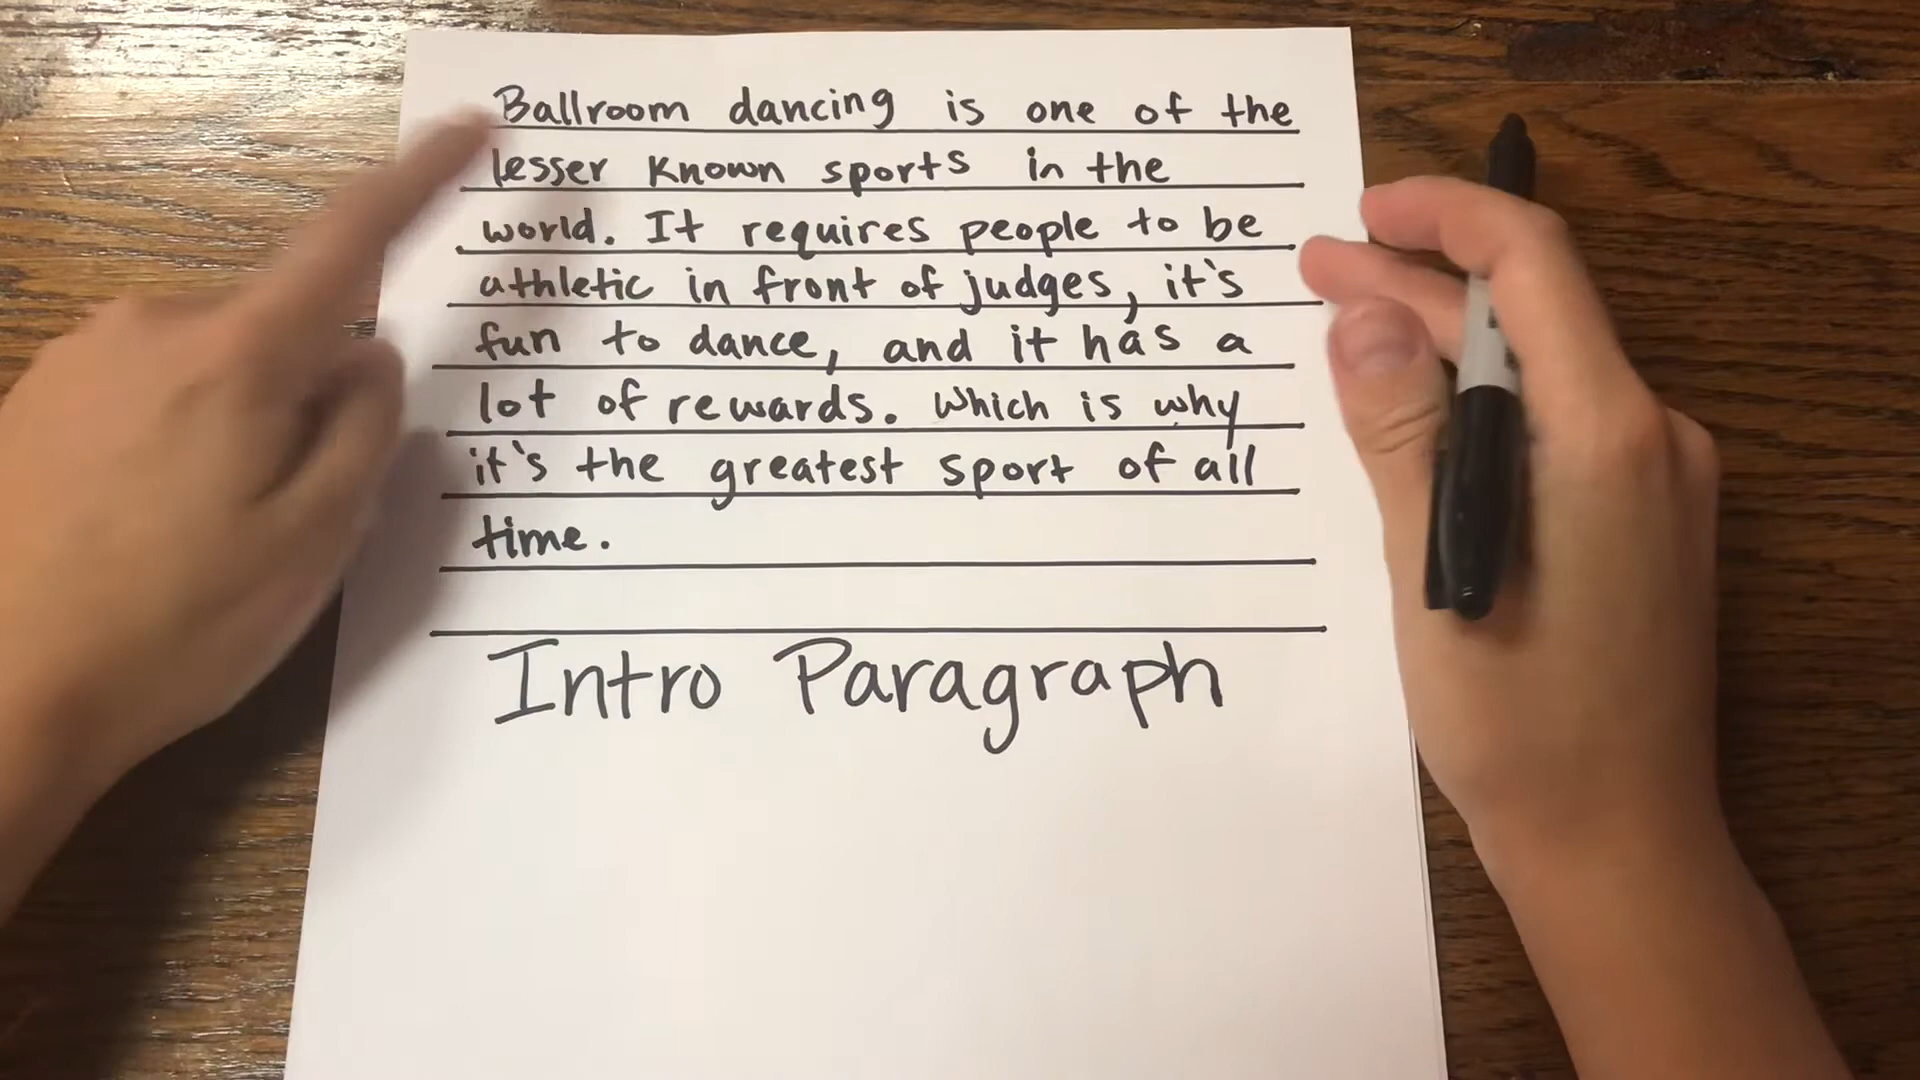 Ballroom dancing is one of the
lesser known sports in the
world. It requires people to be
athletic in front of judges, it's
fun to dance, and it has a
lot of rewards. Which is why
it's the greatest sport of all
time.
Intro Paragraph